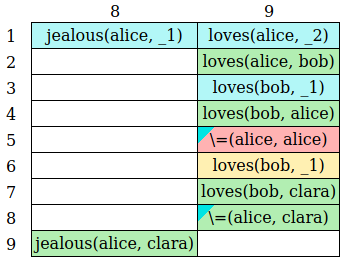 8 9
1 jealous(alice, _1) loves(alice, _2)
2 loves(alice, bob)
3 loves(bob, _1)
4 loves(bob, alice)
5 \=(alice, alice)
6 loves(bob, _1)
7 loves(bob, clara)
8 \=(alice, clara)
9 jealous(alice, clara)